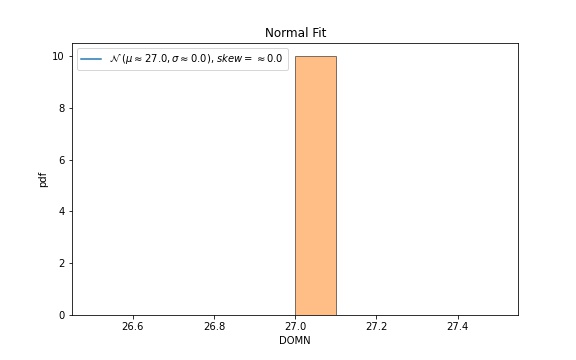 Normal Fit
𝒩(μ ≈ 27.0, σ ≈ 0.0), skew = ≈ 0.0
pdf
10
8
6
4
2
0
26.6 26.8 27.0 27.2 27.4
DOMN